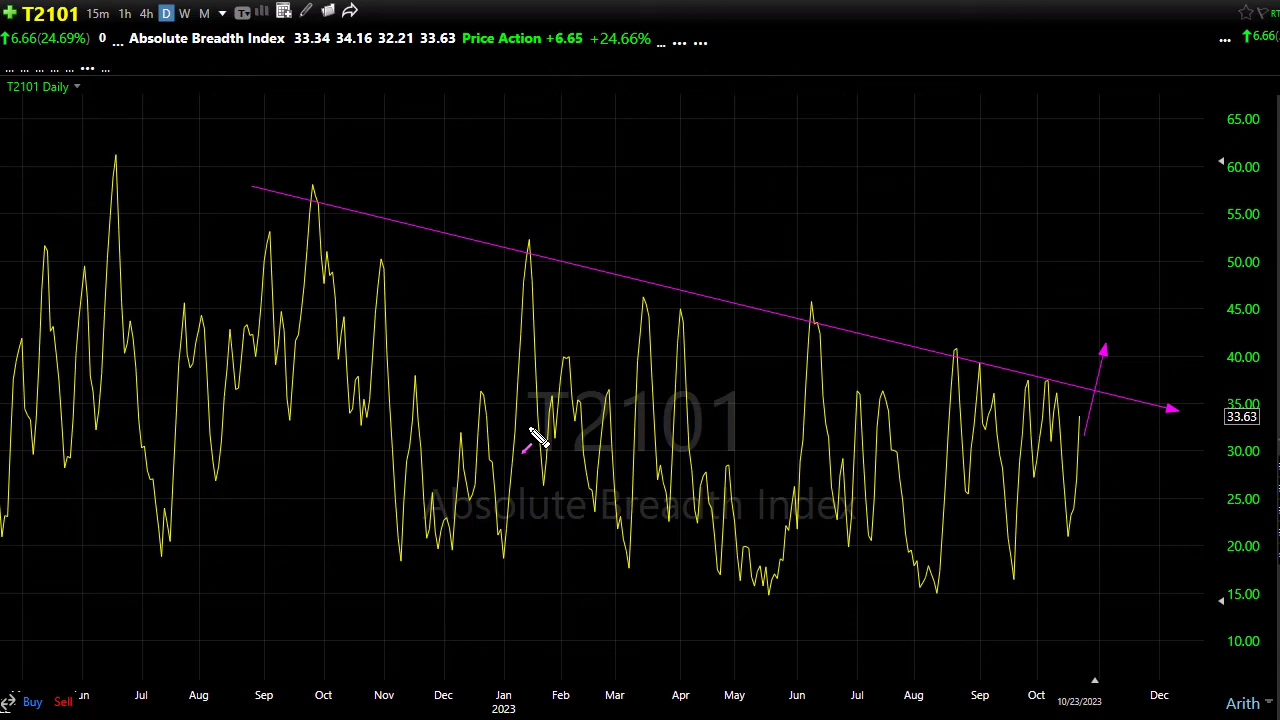 T2101 15m 1h 4h D W M T
6.66(24.69%) 0 ... Absolute Breadth Index 33.34 34.16 32.21 33.63 Price Action +6.65 +24.66% ... ... ... ... 6.66(
... ... ... ... ... ... ...
T2101 Daily
65.00
60.00
55.00
50.00
45.00
40.00
35.00
33.63
30.00
25.00
20.00
15.00
10.00
T2101
Absolute Breadth Index
Buy Sell Jul Aug Sep Oct Nov Dec Jan Feb Mar Apr May Jun Jul Aug Sep Oct 10/23/2023 Dec Arith
2023